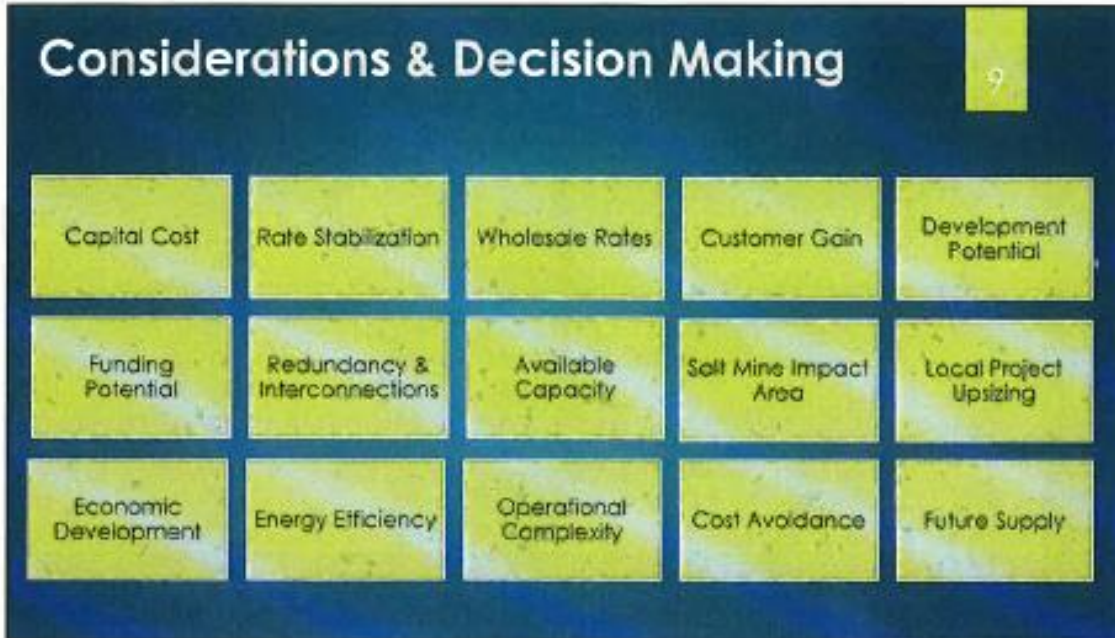 Considerations & Decision Making
9
Capital Cost
Rate Stabilization
Wholesale Rates
Customer Gain
Development
Potential
Funding
Potential
Redundancy &
Interconnections
Available
Capacity
Salt Mine Impact
Area
Local Project
Upsizing
Economic
Development
Energy Efficiency
Operational
Complexity
Cost Avoidance
Future Supply